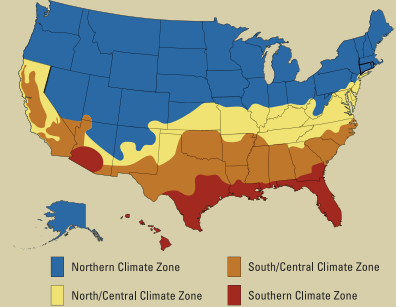 Northern Climate Zone
South/Central Climate Zone
North/Central Climate Zone
Southern Climate Zone